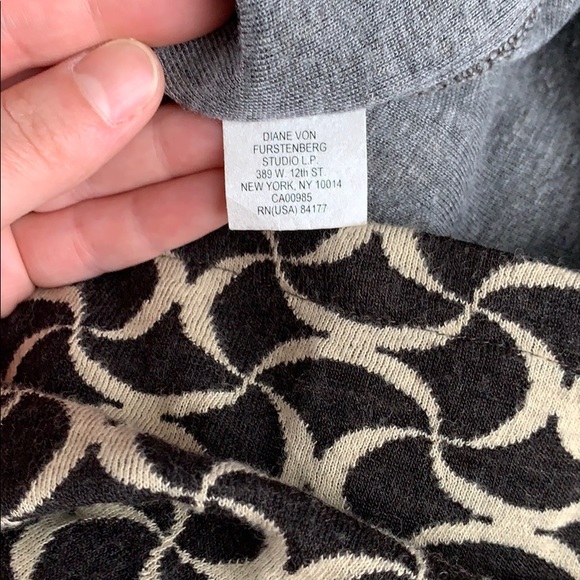 DIANE VON
FURSTENBERG
STUDIO L.P.
389 W. 12th ST.
NEW YORK, NY 10014
CA00985
RN(USA) 84177